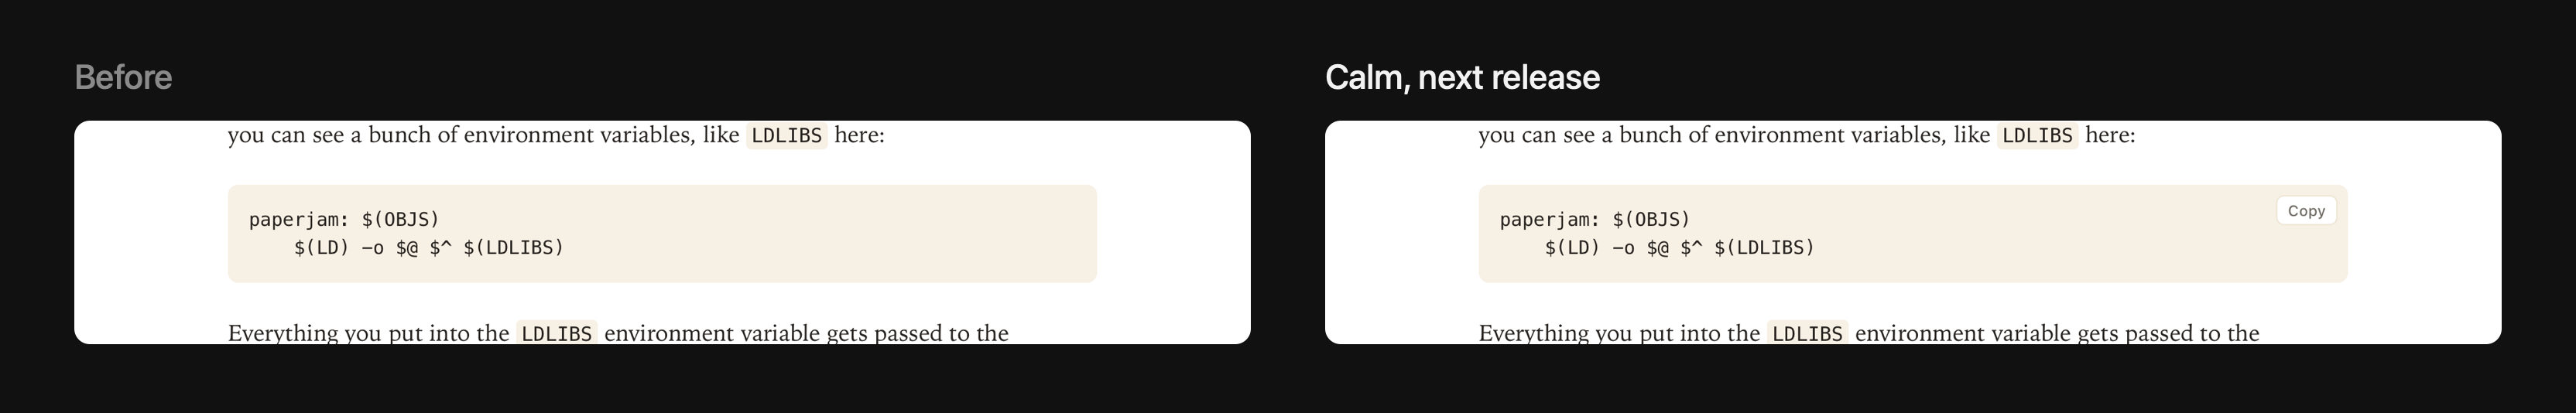 Before
you can see a bunch of environment variables, like LDLIBS here:
paperjam: $(OBJS)
    $(LD) -o $@ $^ $(LDLIBS)
Everything you put into the LDLIBS environment variable gets passed to the
Calm, next release
you can see a bunch of environment variables, like LDLIBS here:
Copy
paperjam: $(OBJS)
    $(LD) -o $@ $^ $(LDLIBS)
Everything you put into the LDLIBS environment variable gets passed to the